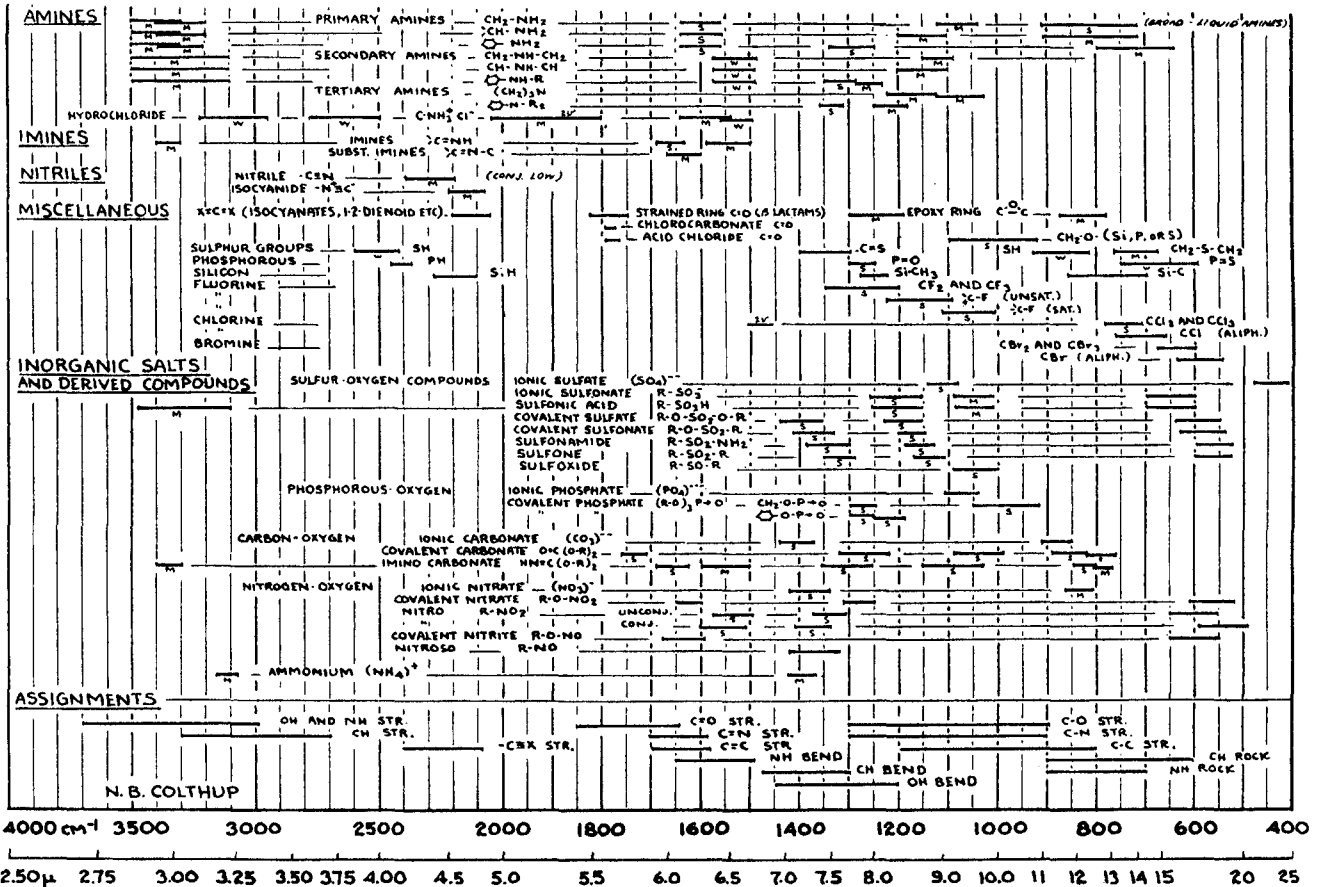 AMINES PRIMARY AMINES CH2-NH2 (BROAD-LIQUID AMINES)
CH-NH2
NH2
SECONDARY AMINES CH2-NH-CH2
CH-NH-CH
NH-R
TERTIARY AMINES (CH2)3N
N-R2
HYDROCHLORIDE C-NH3+ Cl-
IMINES IMINES C=NH
SUBST. IMINES C=N-C
NITRILES NITRILE -C≡N (CONJ. LOW)
ISOCYANIDE -N≡C
MISCELLANEOUS X=C=X (ISOCYANATES, 1-2-DIENOID ETC). STRAINED RING C=O (β LACTAMS) EPOXY RING C-O-C
CHLOROCARBONATE C=O
ACID CHLORIDE C=O CH2-O-(Si, P, OR S)
SULPHUR GROUPS SH C=S SH CH2-S-CH2
PHOSPHOROUS PH P=O P=S
SILICON SiH Si-CH3 Si-C
FLUORINE CF2 AND CF3
" C-F (UNSAT.)
C-F (SAT.)
CHLORINE 2ν CCl2 AND CCl3
" CCl (ALIPH.)
BROMINE CBr2 AND CBr3
CBr (ALIPH.)
INORGANIC SALTS
AND DERIVED COMPOUNDS SULFUR-OXYGEN COMPOUNDS IONIC SULFATE (SO4)--
IONIC SULFONATE R-SO3-
SULFONIC ACID R-SO3H
COVALENT SULFATE R-O-SO2-O-R
COVALENT SULFONATE R-O-SO2-R
SULFONAMIDE R-SO2-NH2
SULFONE R-SO2-R
SULFOXIDE R-SO-R
PHOSPHOROUS-OXYGEN IONIC PHOSPHATE (PO4)---
COVALENT PHOSPHATE (R-O)3P→O CH2-O-P→O
" " O-P→O
CARBON-OXYGEN IONIC CARBONATE (CO3)--
COVALENT CARBONATE O=C(O-R)2
IMINO CARBONATE HN=C(O-R)2
NITROGEN-OXYGEN IONIC NITRATE (NO3)-
COVALENT NITRATE R-O-NO2
NITRO R-NO2 UNCONJ.
" CONJ.
COVALENT NITRITE R-O-NO
NITROSO R-NO
AMMONIUM (NH4)+
ASSIGNMENTS
OH AND NH STR. C=O STR. C-O STR.
CH STR. C=N STR. C-N STR.
-C≡X STR. C=C STR C-C STR.
NH BEND CH ROCK
CH BEND NH ROCK
OH BEND
N.B. COLTHUP
4000 cm-1 3500 3000 2500 2000 1800 1600 1400 1200 1000 800 600 400
2.50μ 2.75 3.00 3.25 3.50 3.75 4.00 4.5 5.0 5.5 6.0 6.5 7.0 7.5 8.0 9.0 10.0 11 12 13 14 15 20 25